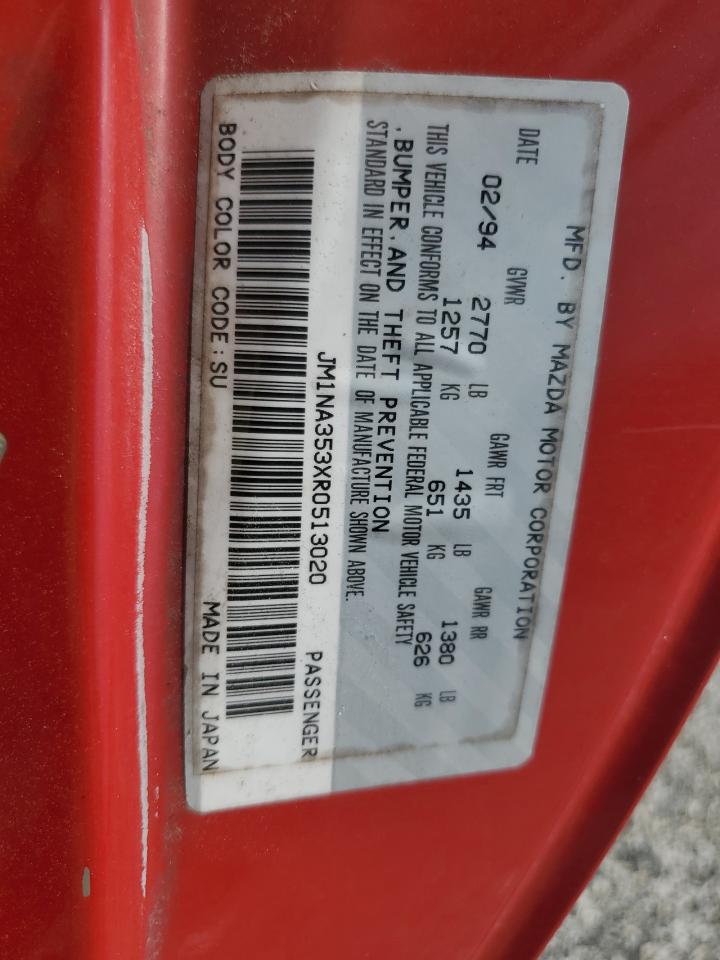 MFD. BY MAZDA MOTOR CORPORATION
DATE GVWR GAWR FRT GAWR RR
02/94 2770 LB 1435 LB 1380 LB
1257 KG 651 KG 626 KG
THIS VEHICLE CONFORMS TO ALL APPLICABLE FEDERAL MOTOR VEHICLE SAFETY
, BUMPER, AND THEFT PREVENTION
STANDARD IN EFFECT ON THE DATE OF MANUFACTURE SHOWN ABOVE.
JM1NA353XR0513020 PASSENGER
BODY COLOR CODE:SU MADE IN JAPAN